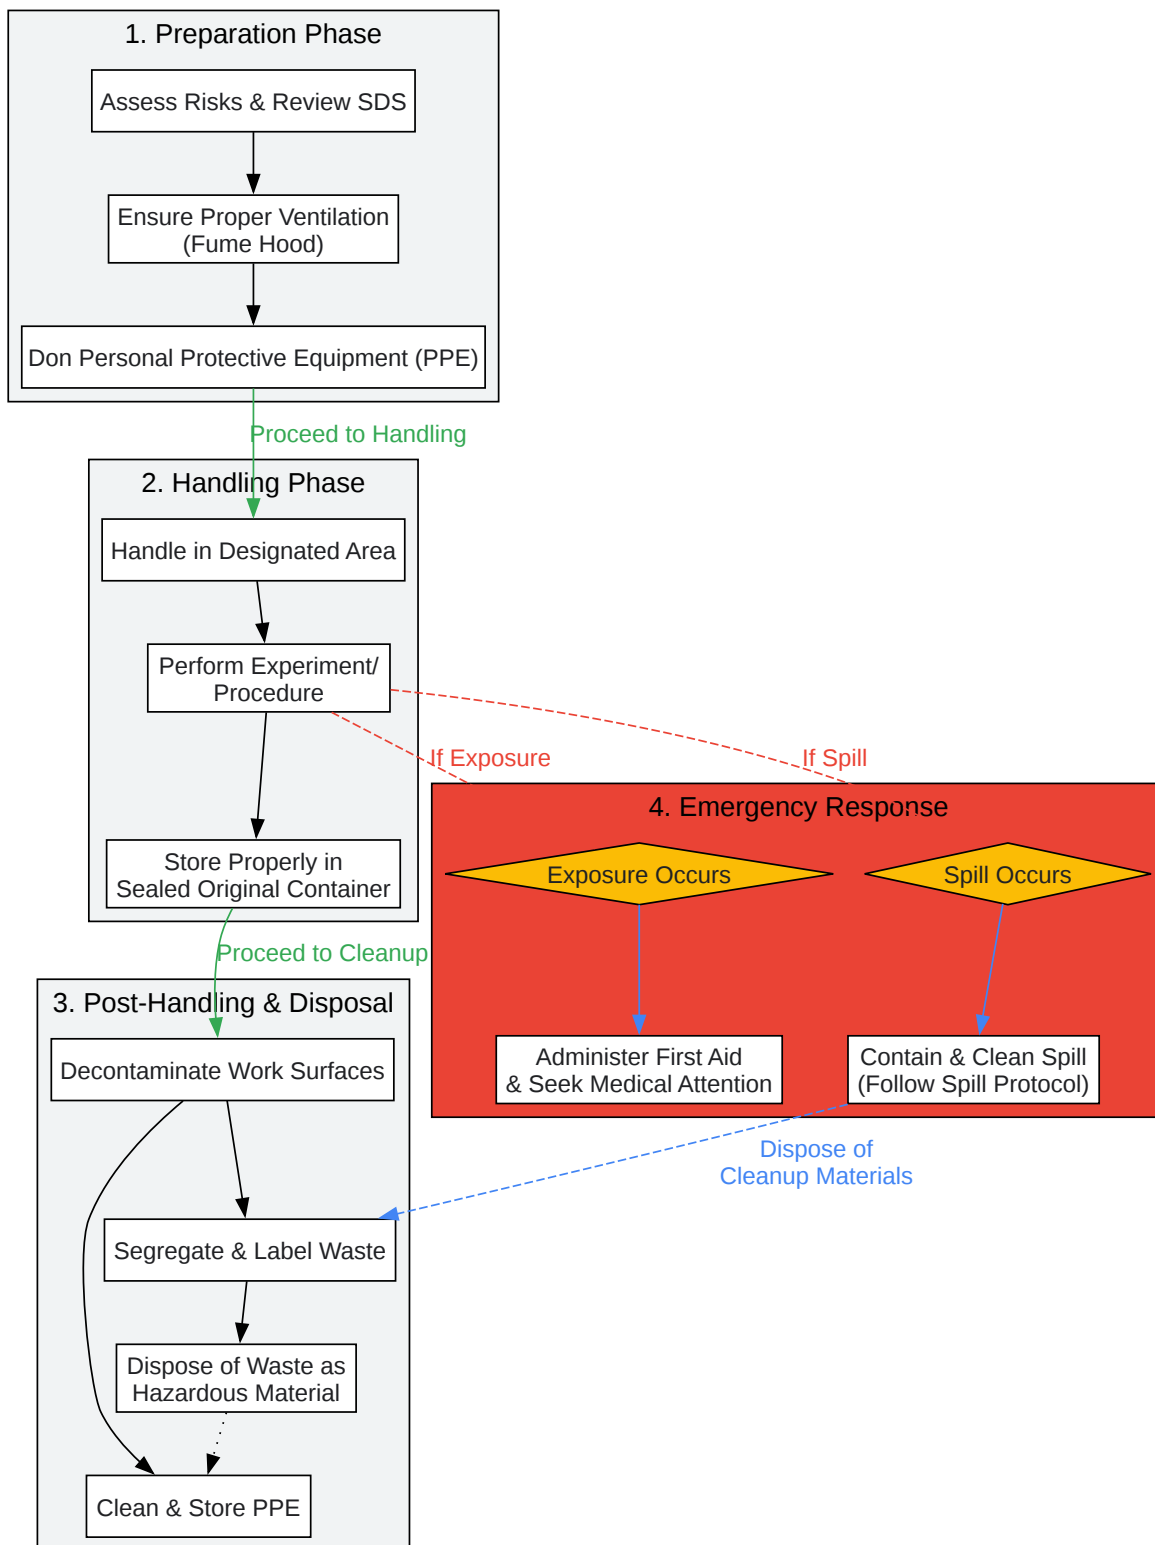 1. Preparation Phase
Assess Risks & Review SDS
Ensure Proper Ventilation
(Fume Hood)
Don Personal Protective Equipment (PPE)
Proceed to Handling
2. Handling Phase
Handle in Designated Area
Perform Experiment/
Procedure
If Exposure
If Spill
Store Properly in
Sealed Original Container
4. Emergency Response
Exposure Occurs
Spill Occurs
Administer First Aid
& Seek Medical Attention
Contain & Clean Spill
(Follow Spill Protocol)
Proceed to Cleanup
3. Post-Handling & Disposal
Decontaminate Work Surfaces
Dispose of
Cleanup Materials
Segregate & Label Waste
Dispose of Waste as
Hazardous Material
Clean & Store PPE